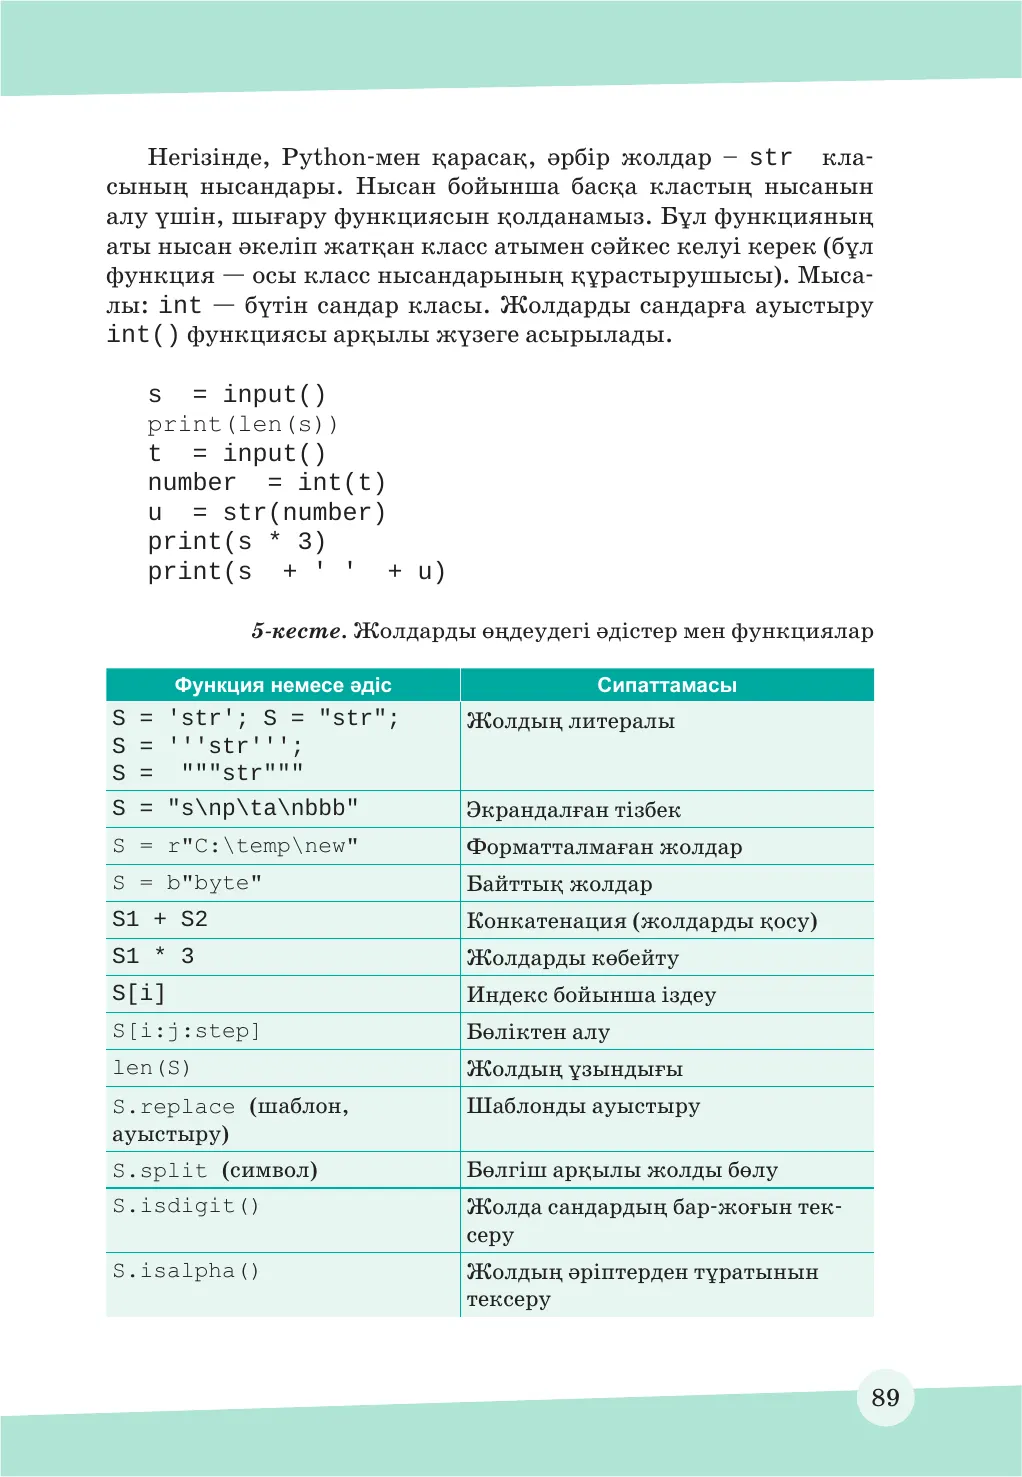 Негізінде, Python-мен қарасақ, әрбір жолдар – str кла-
сының нысандары. Нысан бойынша басқа кластың нысанын
алу үшін, шығару функциясын қолданамыз. Бұл функцияның
аты нысан әкеліп жатқан класс атымен сәйкес келуі керек (бұл
функция — осы класс нысандарының құрастырушысы). Мыса-
лы: int — бүтін сандар класы. Жолдарды сандарға ауыстыру
int() функциясы арқылы жүзеге асырылады.
s = input()
print(len(s))
t = input()
number = int(t)
u = str(number)
print(s * 3)
print(s + ' ' + u)
5-кесте. Жолдарды өңдеудегі әдістер мен функциялар
Функция немесе әдіс Сипаттамасы
S = 'str'; S = "str"; Жолдың литералы
S = '''str''';
S = """str"""
S = "s\np\ta\nbbb" Экрандалған тізбек
S = r"C:\temp\new" Форматталмаған жолдар
S = b"byte" Байттық жолдар
S1 + S2 Конкатенация (жолдарды қосу)
S1 * 3 Жолдарды көбейту
S[i] Индекс бойынша іздеу
S[i:j:step] Бөліктен алу
len(S) Жолдың ұзындығы
S.replace (шаблон, Шаблонды ауыстыру
ауыстыру)
S.split (символ) Бөлгіш арқылы жолды бөлу
S.isdigit() Жолда сандардың бар-жоғын тек-
серу
S.isalpha() Жолдың әріптерден тұратынын
тексеру
89